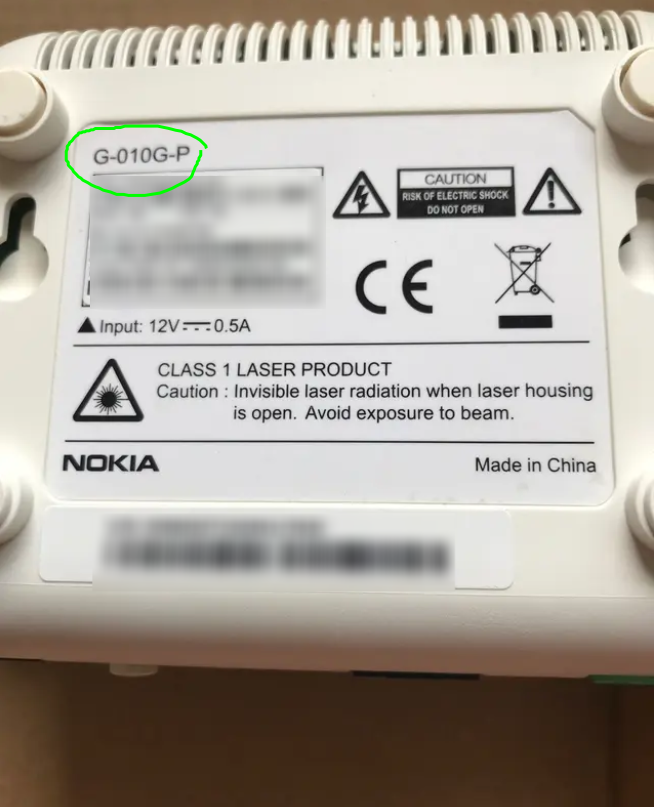 G-010G-P
CAUTION
RISK OF ELECTRIC SHOCK
DO NOT OPEN
CE
Input: 12V⎓0.5A
CLASS 1 LASER PRODUCT
Caution : Invisible laser radiation when laser housing
is open. Avoid exposure to beam.
NOKIA
Made in China